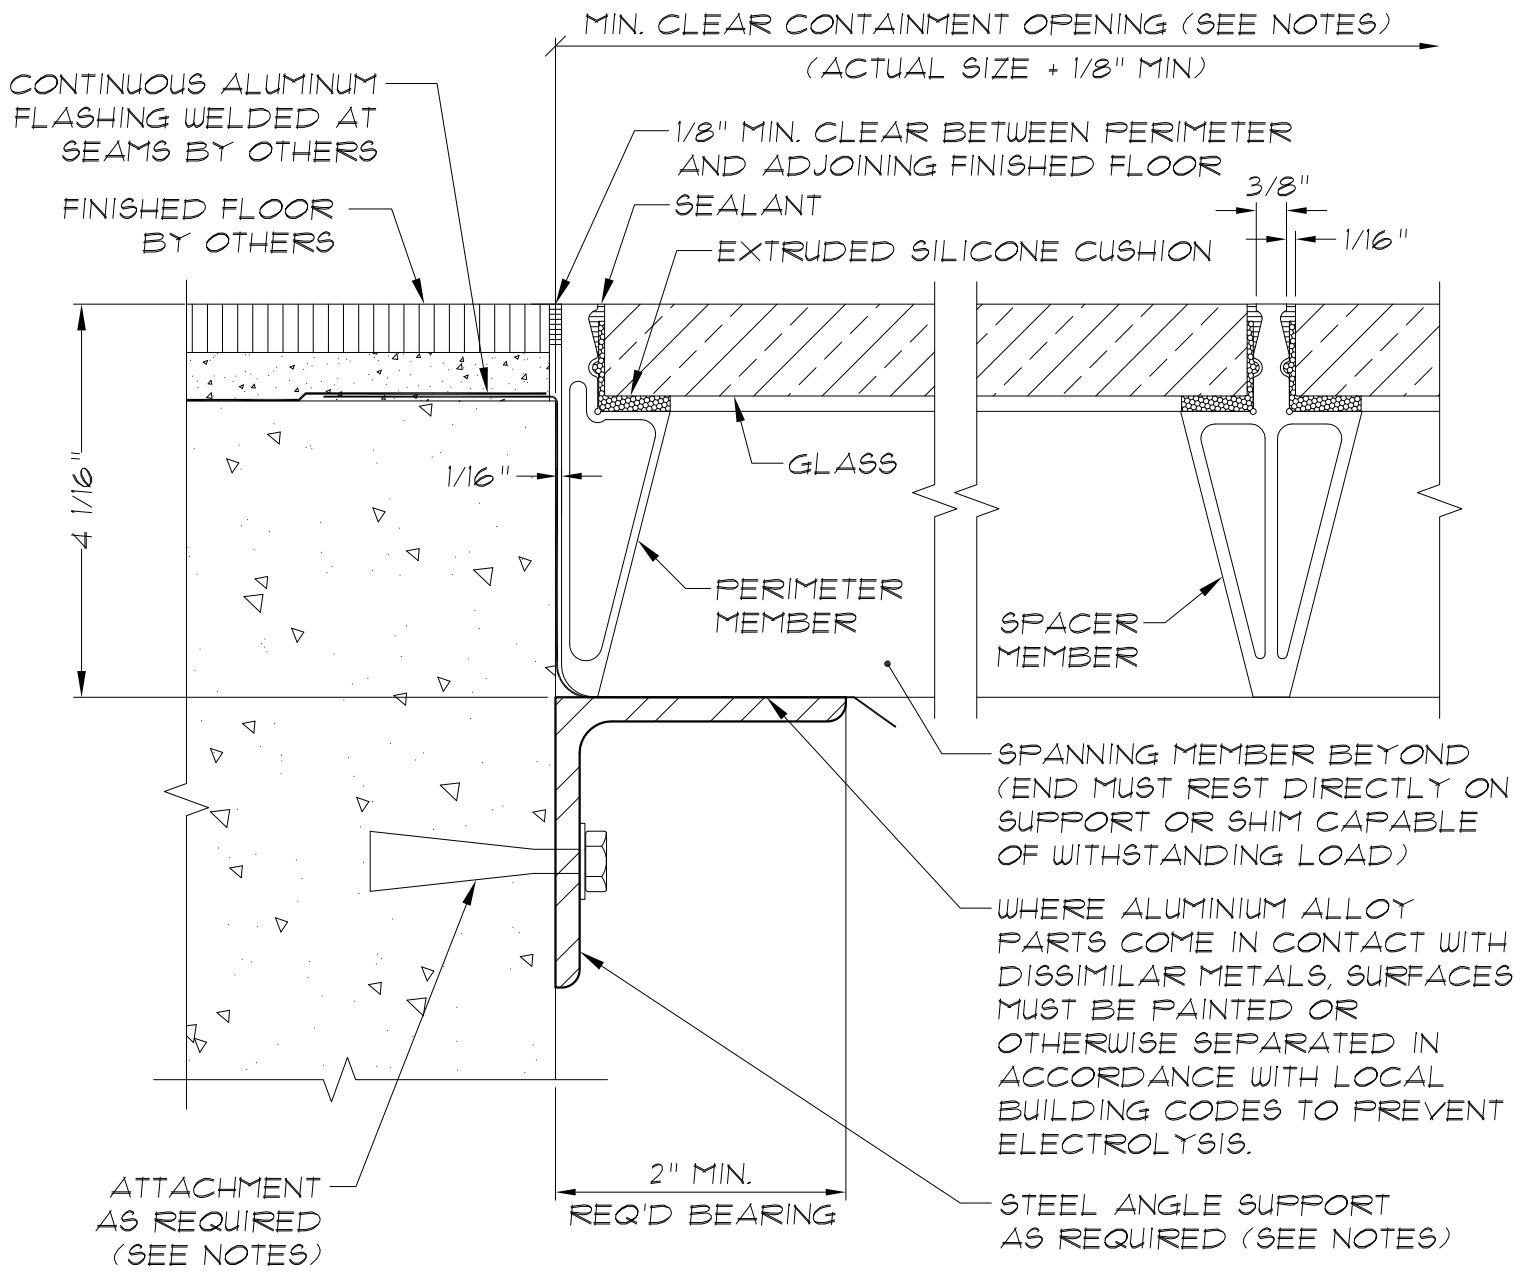 MIN. CLEAR CONTAINMENT OPENING (SEE NOTES)
(ACTUAL SIZE + 1/8" MIN)
CONTINUOUS ALUMINUM
FLASHING WELDED AT
SEAMS BY OTHERS
FINISHED FLOOR
BY OTHERS
1/8" MIN. CLEAR BETWEEN PERIMETER
AND ADJOINING FINISHED FLOOR
SEALANT
EXTRUDED SILICONE CUSHION
3/8"
1/16"
GLASS
1/16"
4 1/16"
PERIMETER
MEMBER
SPACER
MEMBER
SPANNING MEMBER BEYOND
(END MUST REST DIRECTLY ON
SUPPORT OR SHIM CAPABLE
OF WITHSTANDING LOAD)
WHERE ALUMINIUM ALLOY
PARTS COME IN CONTACT WITH
DISSIMILAR METALS, SURFACES
MUST BE PAINTED OR
OTHERWISE SEPARATED IN
ACCORDANCE WITH LOCAL
BUILDING CODES TO PREVENT
ELECTROLYSIS.
2" MIN.
REQ'D BEARING
ATTACHMENT
AS REQUIRED
(SEE NOTES)
STEEL ANGLE SUPPORT
AS REQUIRED (SEE NOTES)